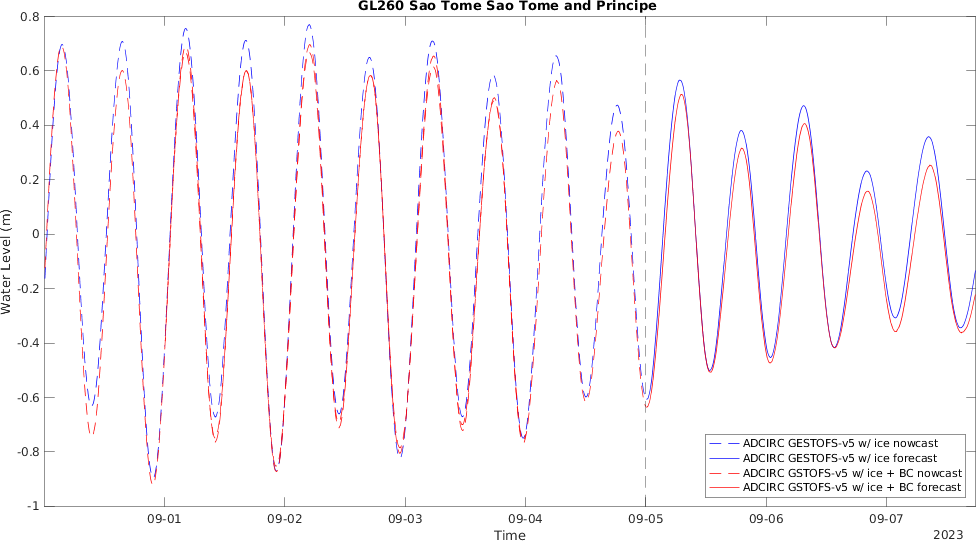 GL260 Sao Tome Sao Tome and Principe
0.8
0.6
0.4
0.2
0
-0.2
-0.4
-0.6
-0.8
-1
Water Level (m)
ADCIRC GESTOFS-v5 w/ ice nowcast
ADCIRC GESTOFS-v5 w/ ice forecast
ADCIRC GSTOFS-v5 w/ ice + BC nowcast
ADCIRC GSTOFS-v5 w/ ice + BC forecast
09-01 09-02 09-03 09-04 09-05 09-06 09-07
Time
2023